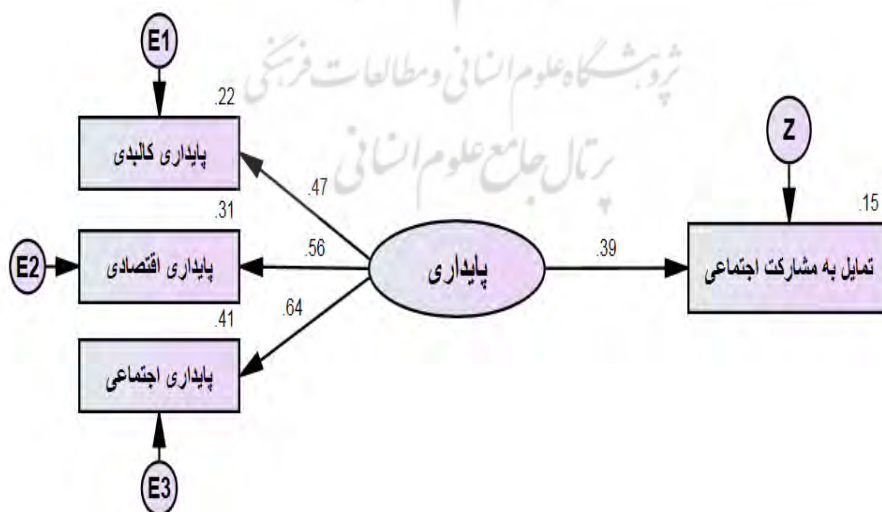 پژوهشگاه علوم انسانی و مطالعات فرهنگی
پرتال جامع علوم انسانی
E1
.22
پایداری کالبدی
.47
Z
.15
تمایل به مشارکت اجتماعی
.31
E2
پایداری اقتصادی
.56
پایداری
.39
.41
.64
پایداری اجتماعی
E3